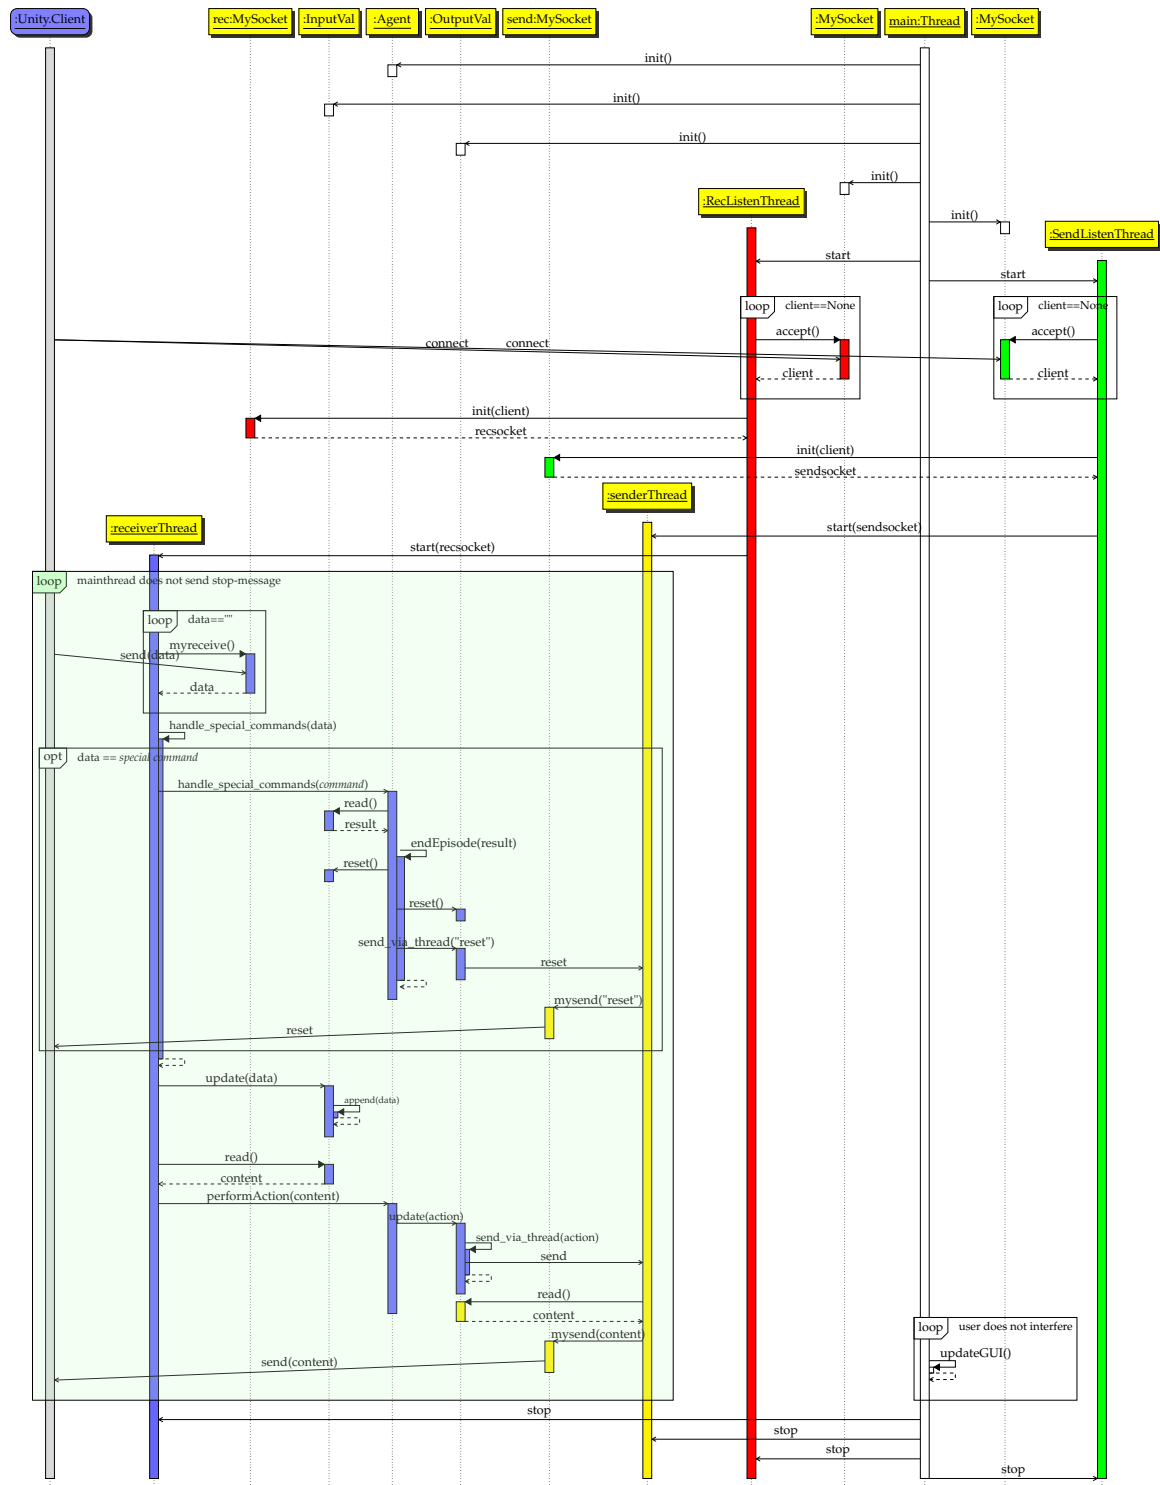 :Unity.Client
rec:MySocket
:InputVal
:Agent
:OutputVal
send:MySocket
:MySocket
main:Thread
:MySocket
init()
init()
init()
init()
:RecListenThread
init()
:SendListenThread
start
start
loop
client==None
loop
client==None
accept()
accept()
connect
connect
client
client
init(client)
recsocket
init(client)
sendsocket
:senderThread
:receiverThread
start(sendsocket)
start(recsocket)
loop
mainthread does not send stop-message
loop
data==""
myreceive()
send(data)
data
handle_special_commands(data)
opt
data == special command
handle_special_commands(command)
read()
result
endEpisode(result)
reset()
reset()
send_via_thread("reset")
reset
mysend("reset")
reset
update(data)
append(data)
read()
content
performAction(content)
update(action)
send_via_thread(action)
send
read()
content
loop
user does not interfere
mysend(content)
updateGUI()
send(content)
stop
stop
stop
stop